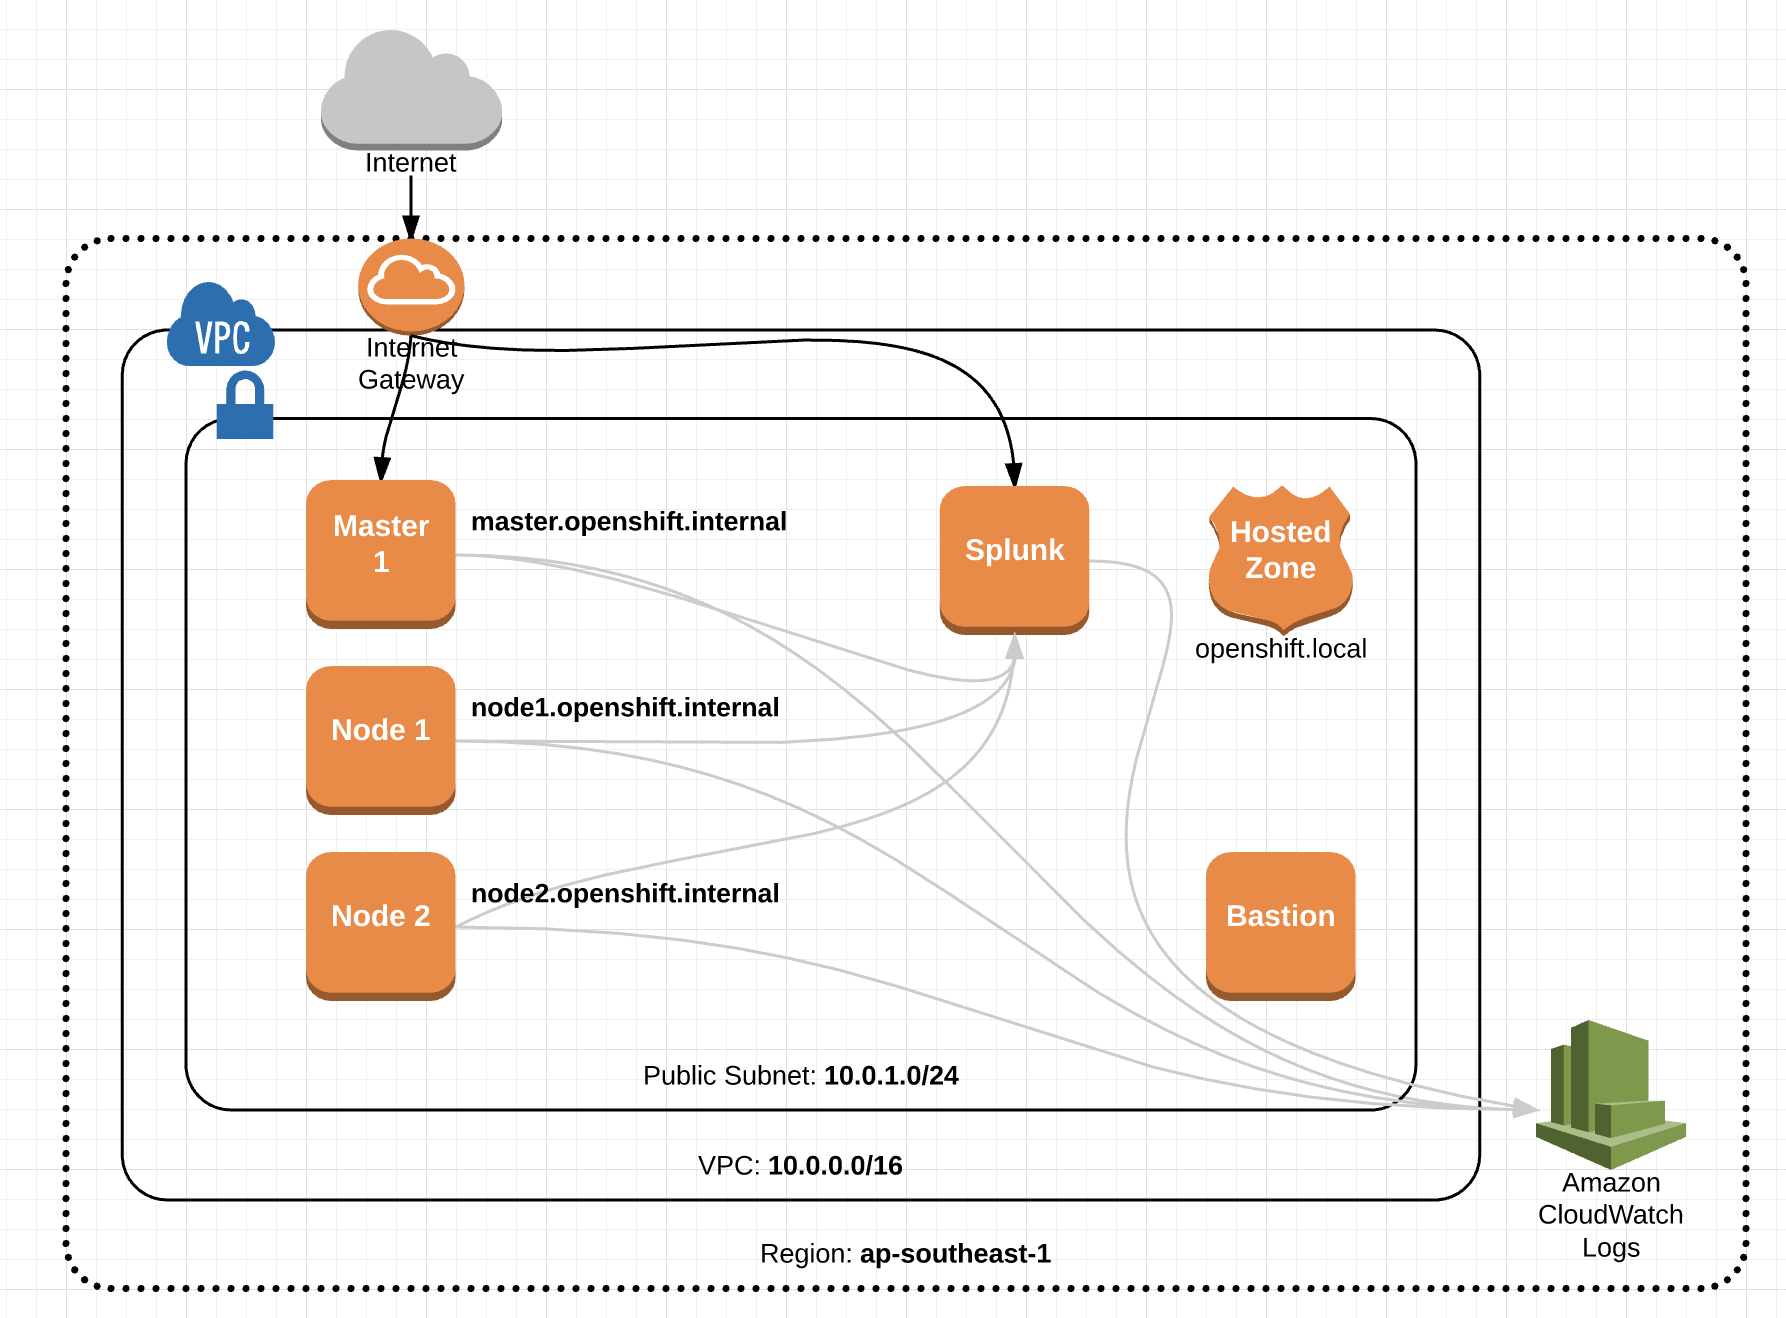 Internet
VPC
Internet
Gateway
Master
1
master.openshift.internal
Splunk
Hosted
Zone
openshift.local
Node 1
node1.openshift.internal
Node 2
node2.openshift.internal
Bastion
Public Subnet: 10.0.1.0/24
VPC: 10.0.0.0/16
Amazon
CloudWatch
Logs
Region: ap-southeast-1